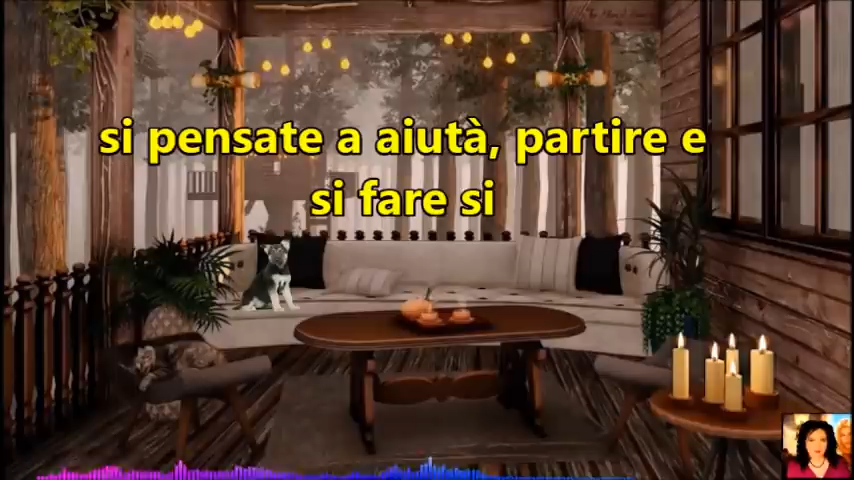 si pensate a aiutà, partire e
si fare si